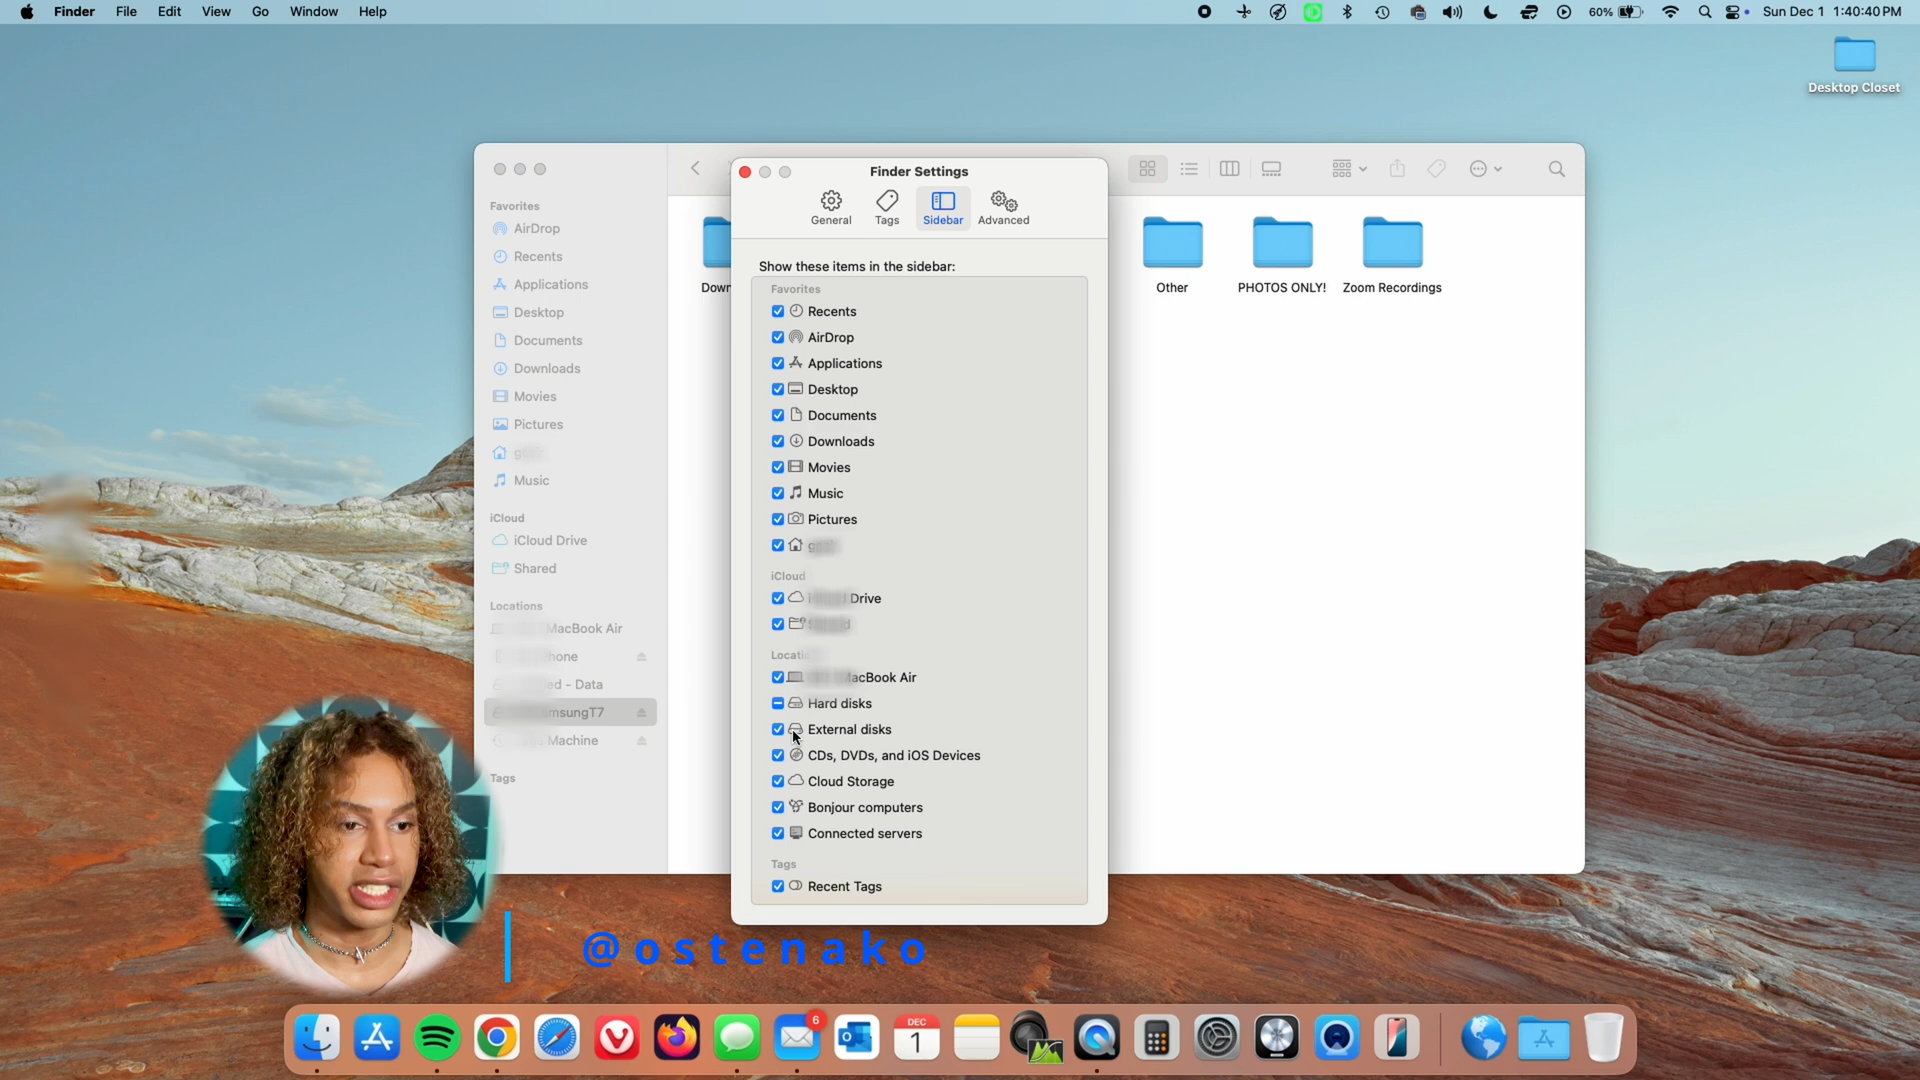 Finder File Edit View Go Window Help
60% Sun Dec 1 1:40:40 PM
Desktop Closet
Favorites
AirDrop
Recents
Applications
Desktop
Documents
Downloads
Movies
Pictures
Music
iCloud
iCloud Drive
Shared
Locations
MacBook Air
- Data
Machine
Tags
Finder Settings
General Tags Sidebar Advanced
Show these items in the sidebar:
Favorites
Recents
AirDrop
Applications
Desktop
Documents
Downloads
Movies
Music
Pictures
iCloud
Drive
MacBook Air
Hard disks
External disks
CDs, DVDs, and iOS Devices
Cloud Storage
Bonjour computers
Connected servers
Tags
Recent Tags
Other
PHOTOS ONLY!
Zoom Recordings
@ostenako
6
DEC
1